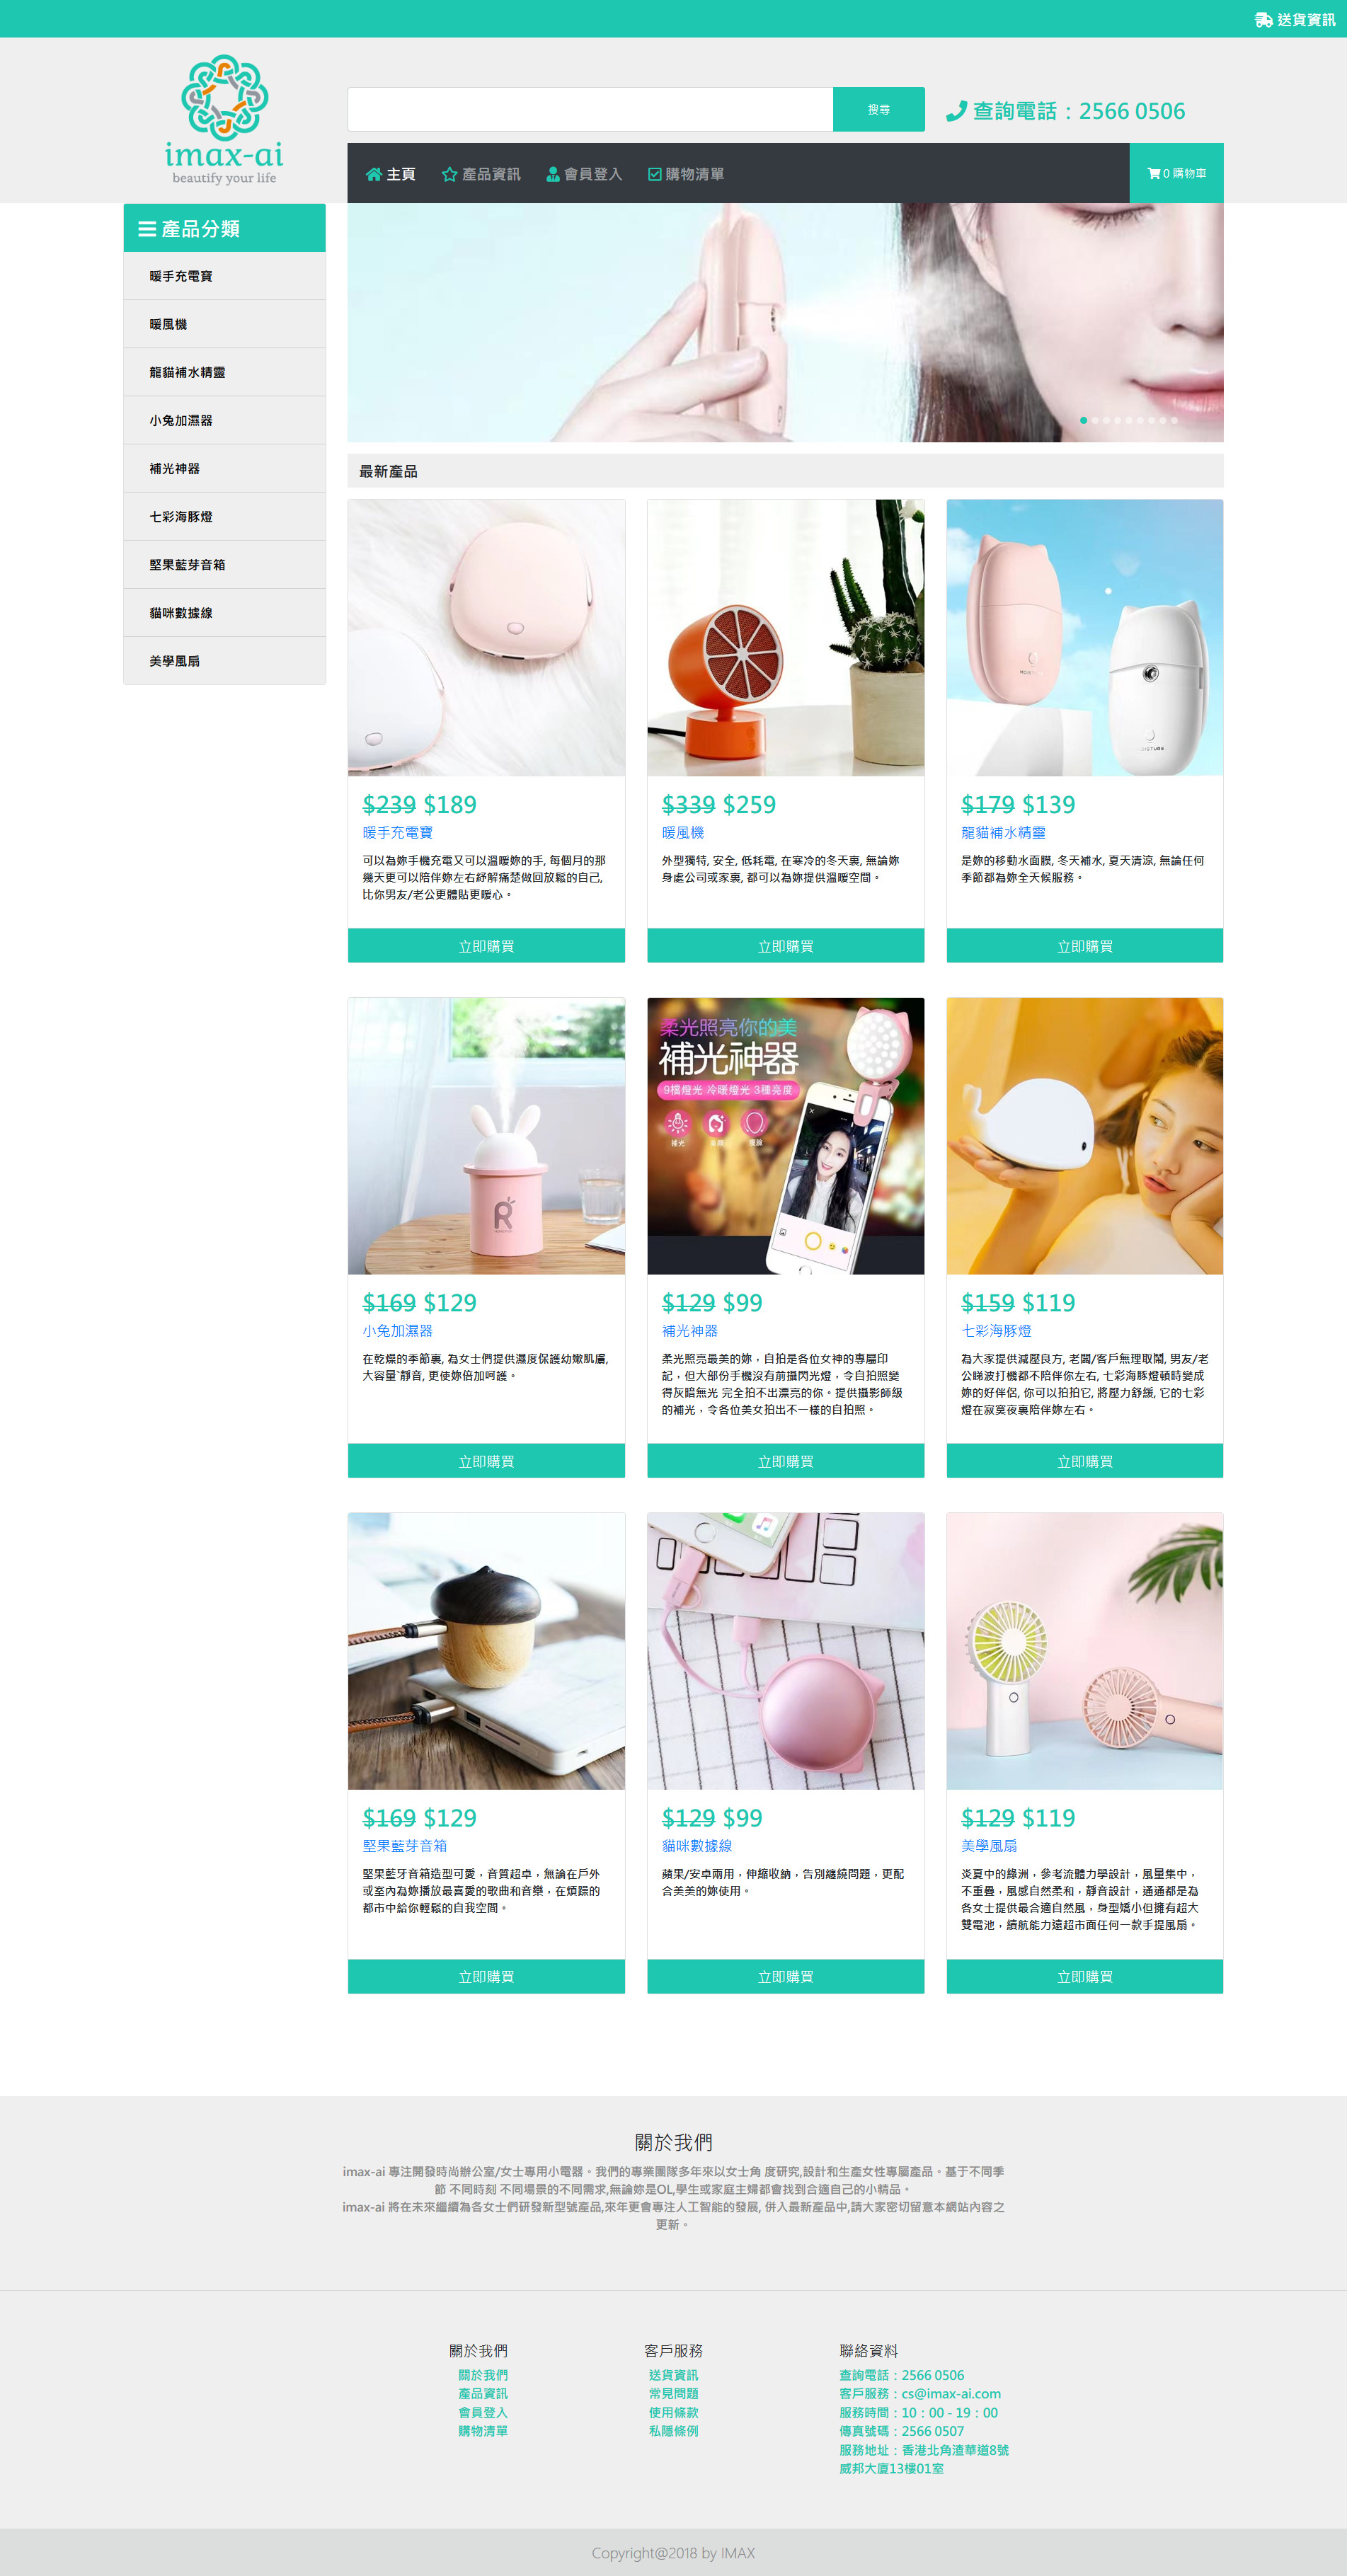 送貨資訊
imax-ai
beautify your life
搜尋
查詢電話：2566 0506
主頁
產品資訊
會員登入
購物清單
0 購物車
產品分類
暖手充電寶
暖風機
龍貓補水精靈
小兔加濕器
補光神器
七彩海豚燈
堅果藍芽音箱
貓咪數據線
美學風扇
最新產品
$239 $189
暖手充電寶
可以為妳手機充電又可以溫暖妳的手, 每個月的那
幾天更可以陪伴妳左右紓解痛楚做回放鬆的自己,
比你男友/老公更體貼更暖心。
立即購買
$339 $259
暖風機
外型獨特, 安全, 低耗電, 在寒冷的冬天裏, 無論妳
身處公司或家裏, 都可以為妳提供溫暖空間。
立即購買
MOISTURE
$179 $139
龍貓補水精靈
是妳的移動水面膜, 冬天補水, 夏天清涼, 無論任何
季節都為妳全天候服務。
立即購買
R
$169 $129
小兔加濕器
在乾燥的季節裏, 為女士們提供濕度保護幼嫩肌膚,
大容量`靜音, 更使妳倍加呵護。
立即購買
柔光照亮你的美
補光神器
9檔燈光 冷暖燈光 3種亮度
補光
$129 $99
補光神器
柔光照亮最美的妳，自拍是各位女神的專屬印
記，但大部份手機沒有前攝閃光燈，令自拍照變
得灰暗無光 完全拍不出漂亮的你。提供攝影師級
的補光，令各位美女拍出不一樣的自拍照。
立即購買
$159 $119
七彩海豚燈
為大家提供減壓良方, 老闆/客戶無理取鬧, 男友/老
公睇波打機都不陪伴你左右, 七彩海豚燈頓時變成
妳的好伴侶, 你可以拍拍它, 將壓力舒緩, 它的七彩
燈在寂寞夜裏陪伴妳左右。
立即購買
$169 $129
堅果藍芽音箱
堅果藍牙音箱造型可愛，音質超卓，無論在戶外
或室內為妳播放最喜愛的歌曲和音樂，在煩躁的
都市中給你輕鬆的自我空間。
立即購買
$129 $99
貓咪數據線
蘋果/安卓兩用，伸縮收納，告別纏繞問題，更配
合美美的妳使用。
立即購買
$129 $119
美學風扇
炎夏中的綠洲，參考流體力學設計，風量集中，
不重疊，風感自然柔和，靜音設計，通通都是為
各女士提供最合適自然風，身型嬌小但擁有超大
雙電池，續航能力遠超市面任何一款手提風扇。
立即購買
關於我們
imax-ai 專注開發時尚辦公室/女士專用小電器。我們的專業團隊多年來以女士角 度研究,設計和生產女性專屬產品。基于不同季
節 不同時刻 不同場景的不同需求,無論妳是OL,學生或家庭主婦都會找到合適自己的小精品。
imax-ai 將在未來繼續為各女士們研發新型號產品,來年更會專注人工智能的發展, 併入最新產品中,請大家密切留意本網站內容之
更新。
關於我們
關於我們
產品資訊
會員登入
購物清單
客戶服務
送貨資訊
常見問題
使用條款
私隱條例
聯絡資料
查詢電話：2566 0506
客戶服務：cs@imax-ai.com
服務時間：10：00 - 19：00
傳真號碼：2566 0507
服務地址：香港北角渣華道8號
威邦大廈13樓01室
Copyright@2018 by IMAX